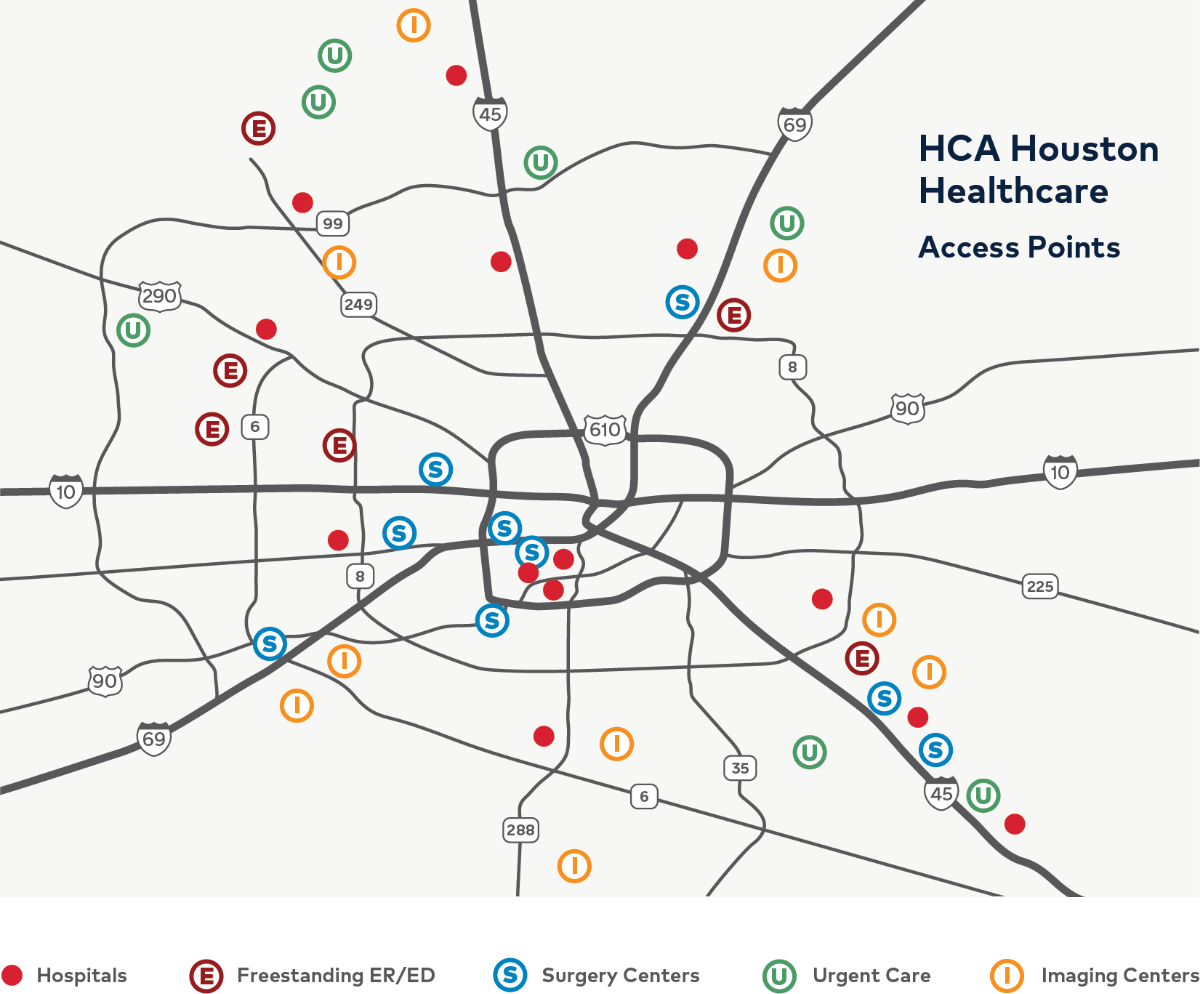 I
U
45
U
69
E
HCA Houston
Healthcare
Access Points
U
99
U
I
I
290
249
S
E
U
8
E
90
610
6
E
E
S
10
10
S
S
S
8
225
S
I
S
E
I
I
90
S
I
69
I
S
U
35
45
U
6
288
I
Hospitals
E Freestanding ER/ED
S Surgery Centers
U Urgent Care
I Imaging Centers